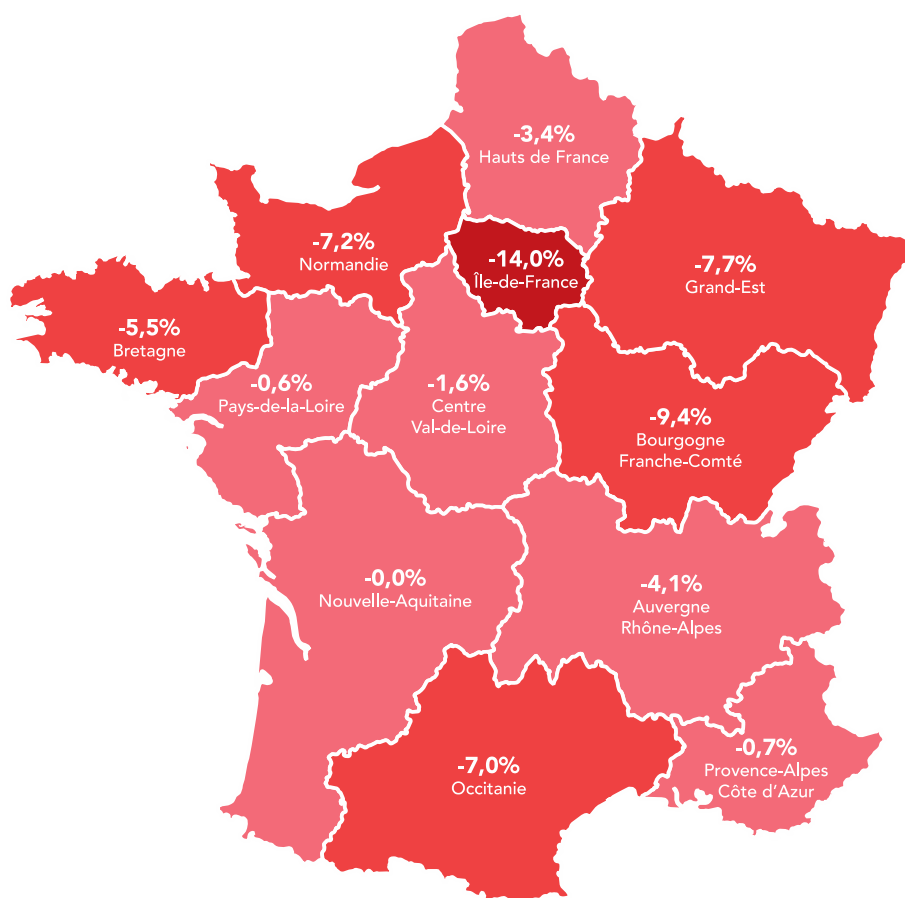 -3,4%
Hauts de France
-7,2%
Normandie
-14,0%
Île-de-France
-7,7%
Grand-Est
-5,5%
Bretagne
-0,6%
Pays-de-la-Loire
-1,6%
Centre
Val-de-Loire
-9,4%
Bourgogne
Franche-Comté
-0,0%
Nouvelle-Aquitaine
-4,1%
Auvergne
Rhône-Alpes
-7,0%
Occitanie
-0,7%
Provence-Alpes
Côte d'Azur